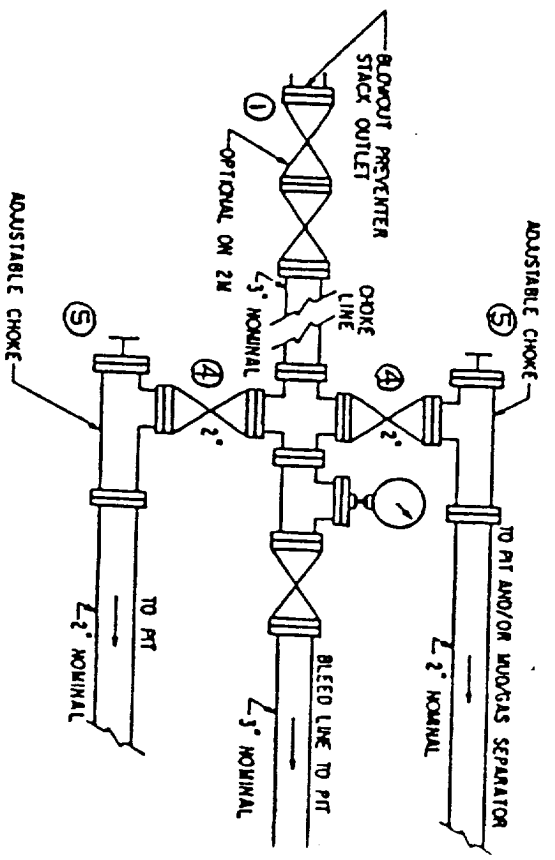 BLOWOUT PREVENTER
STACK OUTLET
1
OPTIONAL ON 2M
3" NOMINAL
CHOKE
LINE
ADJUSTABLE CHOKE
5
4
2"
TO PIT AND/OR MUD/GAS SEPARATOR
2" NOMINAL
BLEED LINE TO PIT
3" NOMINAL
4
2"
5
ADJUSTABLE CHOKE
TO PIT
2" NOMINAL